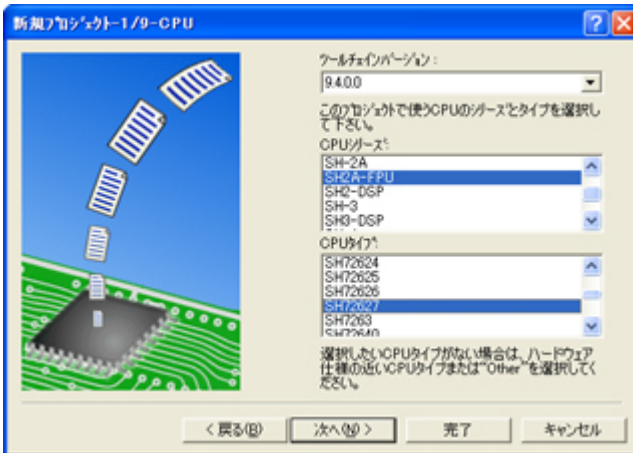 新規ﾌﾟﾛｼﾞｪｸﾄ-1/9-CPU
ﾂｰﾙﾁｪｲﾝﾊﾞｰｼﾞｮﾝ :
9.4.0.0
このﾌﾟﾛｼﾞｪｸﾄで使うCPUのｼﾘｰｽﾞとﾀｲﾌﾟを選択し
て下さい。
CPUｼﾘｰｽﾞ:
SH-2A
SH2A-FPU
SH2-DSP
SH-3
SH3-DSP
CPUﾀｲﾌﾟ:
SH72624
SH72625
SH72626
SH72627
SH7263
SH72640
選択したいCPUﾀｲﾌﾟがない場合は、ハードウェア
仕様の近いCPUﾀｲﾌﾟまたは"Other"を選択してく
ださい。
< 戻る(B)
次へ(N) >
完了
キャンセル